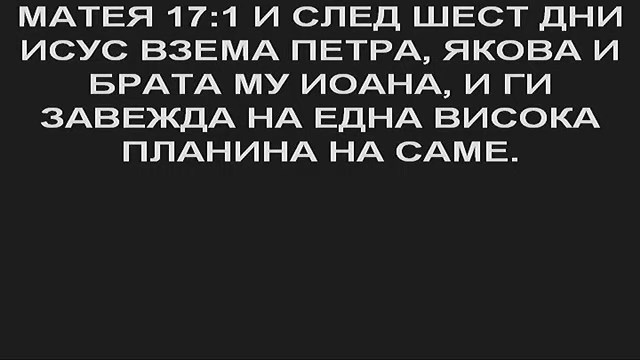 МАТЕЯ 17:1 И СЛЕД ШЕСТ ДНИ
ИСУС ВЗЕМА ПЕТРА, ЯКОВА И
БРАТА МУ ИОАНА, И ГИ
ЗАВЕЖДА НА ЕДНА ВИСОКА
ПЛАНИНА НА САМЕ.